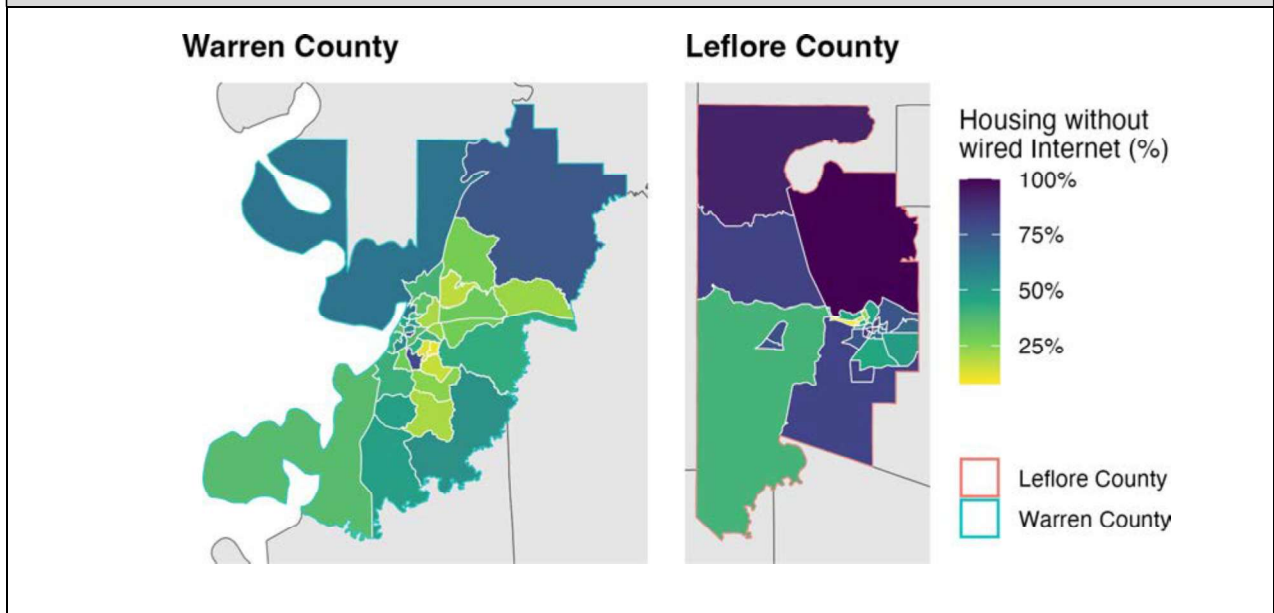 Warren County
Leflore County
Housing without
wired Internet (%)
100%
75%
50%
25%
Leflore County
Warren County